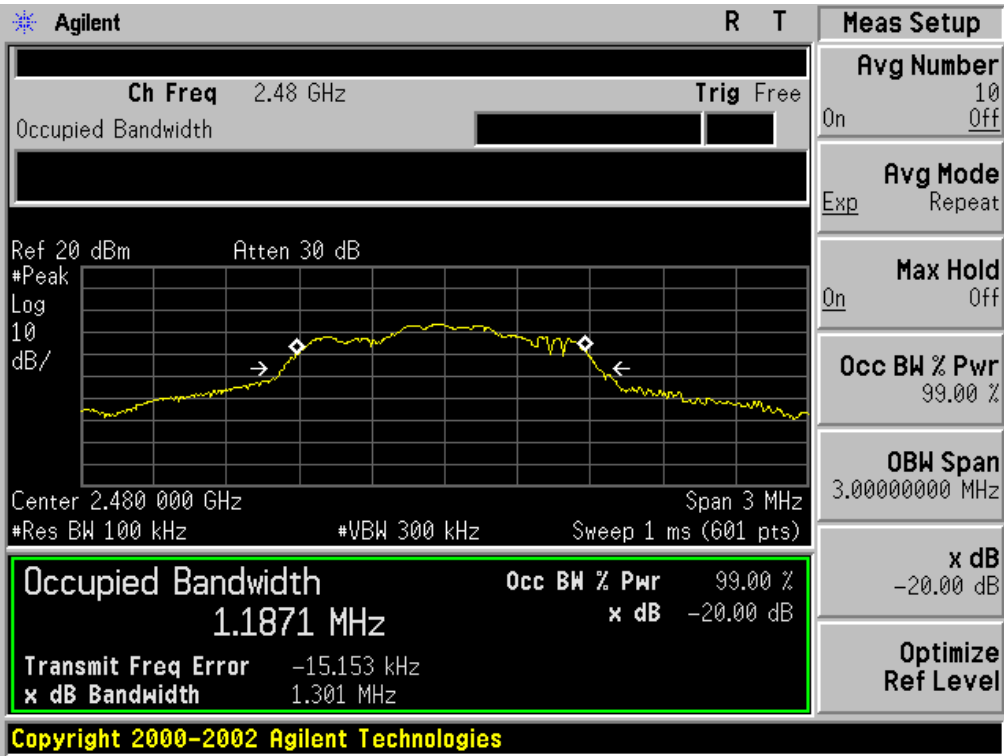 Agilent R T
Ch Freq 2.48 GHz Trig Free
Occupied Bandwidth
Ref 20 dBm Atten 30 dB
#Peak
Log
10
dB/
Center 2.480 000 GHz Span 3 MHz
#Res BW 100 kHz #VBW 300 kHz Sweep 1 ms (601 pts)
Occupied Bandwidth Occ BW % Pwr 99.00 %
1.1871 MHz x dB -20.00 dB
Transmit Freq Error -15.153 kHz
x dB Bandwidth 1.301 MHz
Copyright 2000-2002 Agilent Technologies
Meas Setup
Avg Number
10
On Off
Avg Mode
Exp Repeat
Max Hold
On Off
Occ BW % Pwr
99.00 %
OBW Span
3.00000000 MHz
x dB
-20.00 dB
Optimize
Ref Level